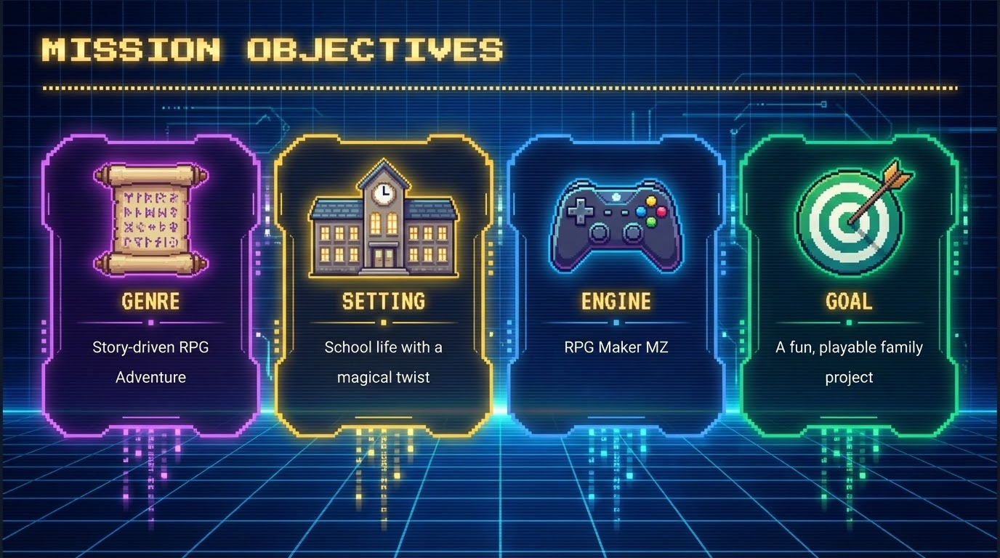 MISSION OBJECTIVES
GENRE
Story-driven RPG
Adventure
SETTING
School life with a
magical twist
ENGINE
RPG Maker MZ
GOAL
A fun, playable family
project